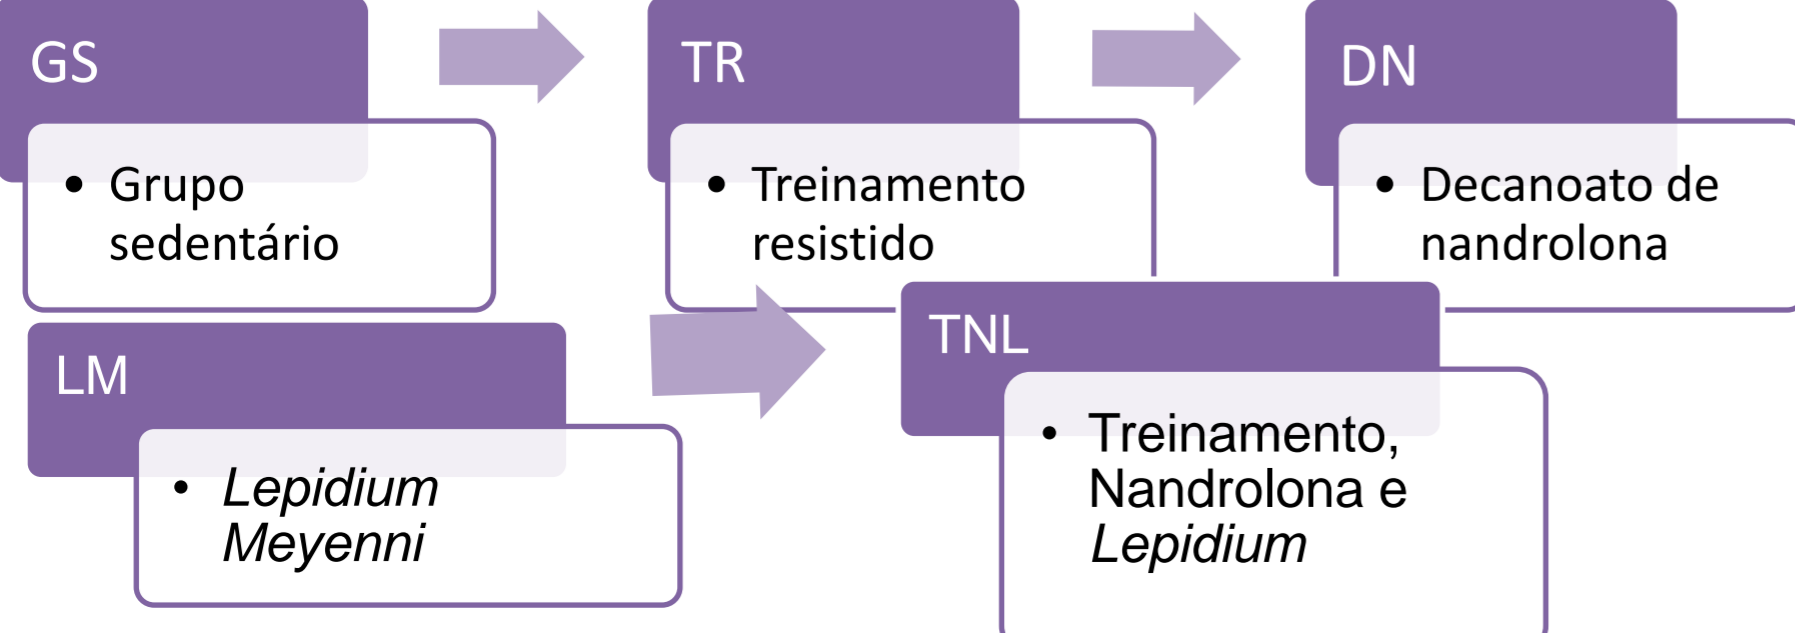 GS
• Grupo
sedentário
TR
• Treinamento
resistido
DN
• Decanoato de
nandrolona
LM
• Lepidium
Meyenni
TNL
• Treinamento,
Nandrolona e
Lepidium